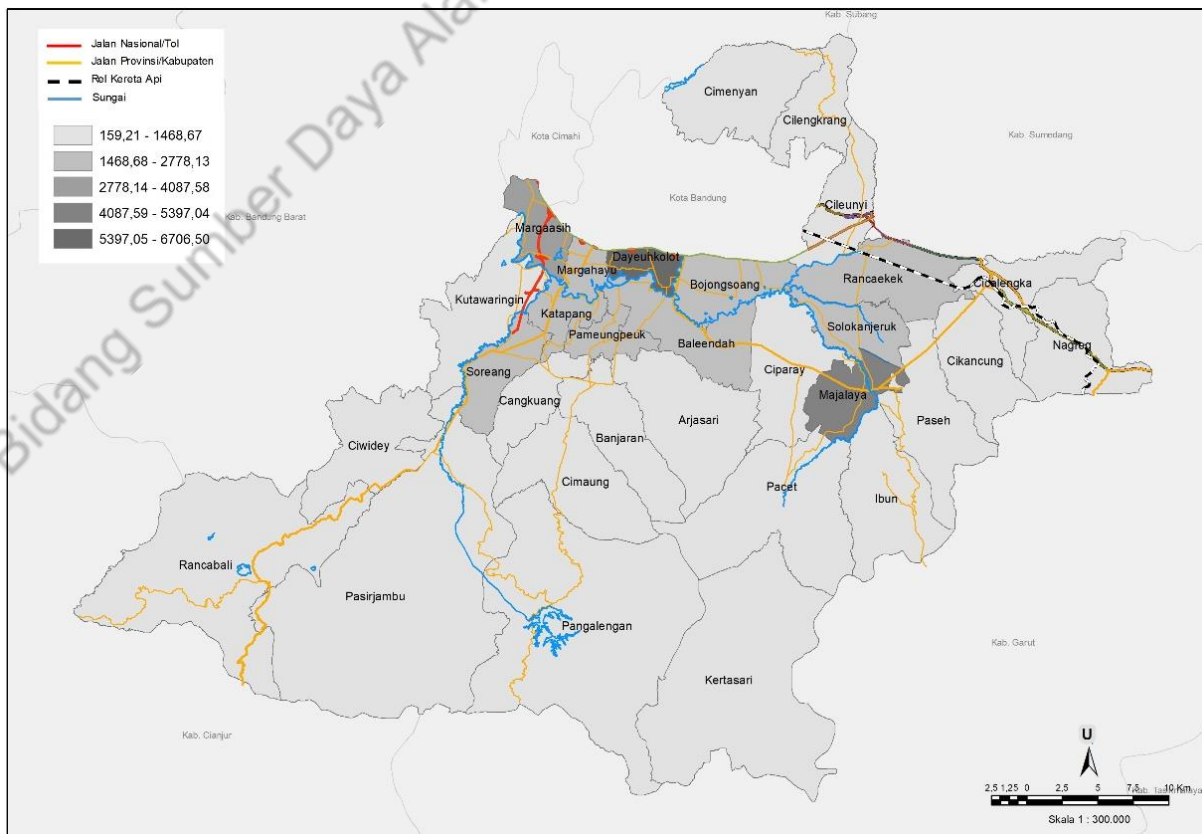 Bidang Sumber Daya Ala
Jalan Nasional/Tol
Jalan Provinsi/Kabupaten
Rel Kereta Api
Sungai
159,21 - 1468,67
1468,68 - 2778,13
2778,14 - 4087,58
4087,59 - 5397,04
5397,05 - 6706,50
Kab. Subang
Cimenyan
Cilengkrang
Kota Cimahi
Kab. Sumedang
Kota Bandung
Kab. Bandung Barat
Cileunyi
Margaasih
Dayeuhkolot
Margahayu
Rancaekek
Bojongsoang
Cicalengka
Kutawaringin
Katapang
Solokanjeruk
Pameungpeuk
Baleendah
Nagreg
Cikancung
Soreang
Ciparay
Majalaya
Cangkuang
Arjasari
Paseh
Banjaran
Ciwidey
Cimaung
Pacet
Ibun
Rancabali
Pasirjambu
Pangalengan
Kab. Garut
Kertasari
Kab. Cianjur
U
2,5 1,25 0 2,5 5 7,5 10 Km
Kab. Tasikmalaya
Skala 1 : 300.000